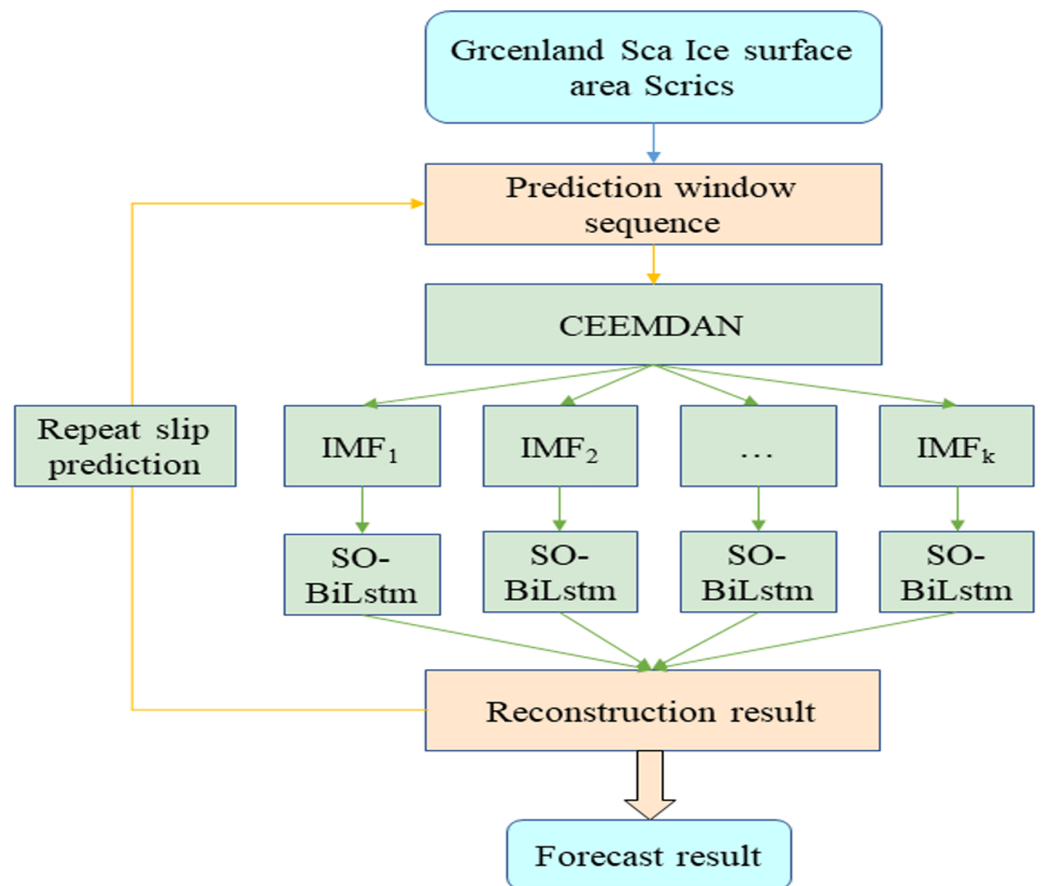 Grcenland Sca Ice surface
area Scrics
Prediction window
sequence
CEEMDAN
Repeat slip
prediction
IMF₁
IMF₂
…
IMFₖ
SO-
BiLstm
SO-
BiLstm
SO-
BiLstm
SO-
BiLstm
Reconstruction result
Forecast result